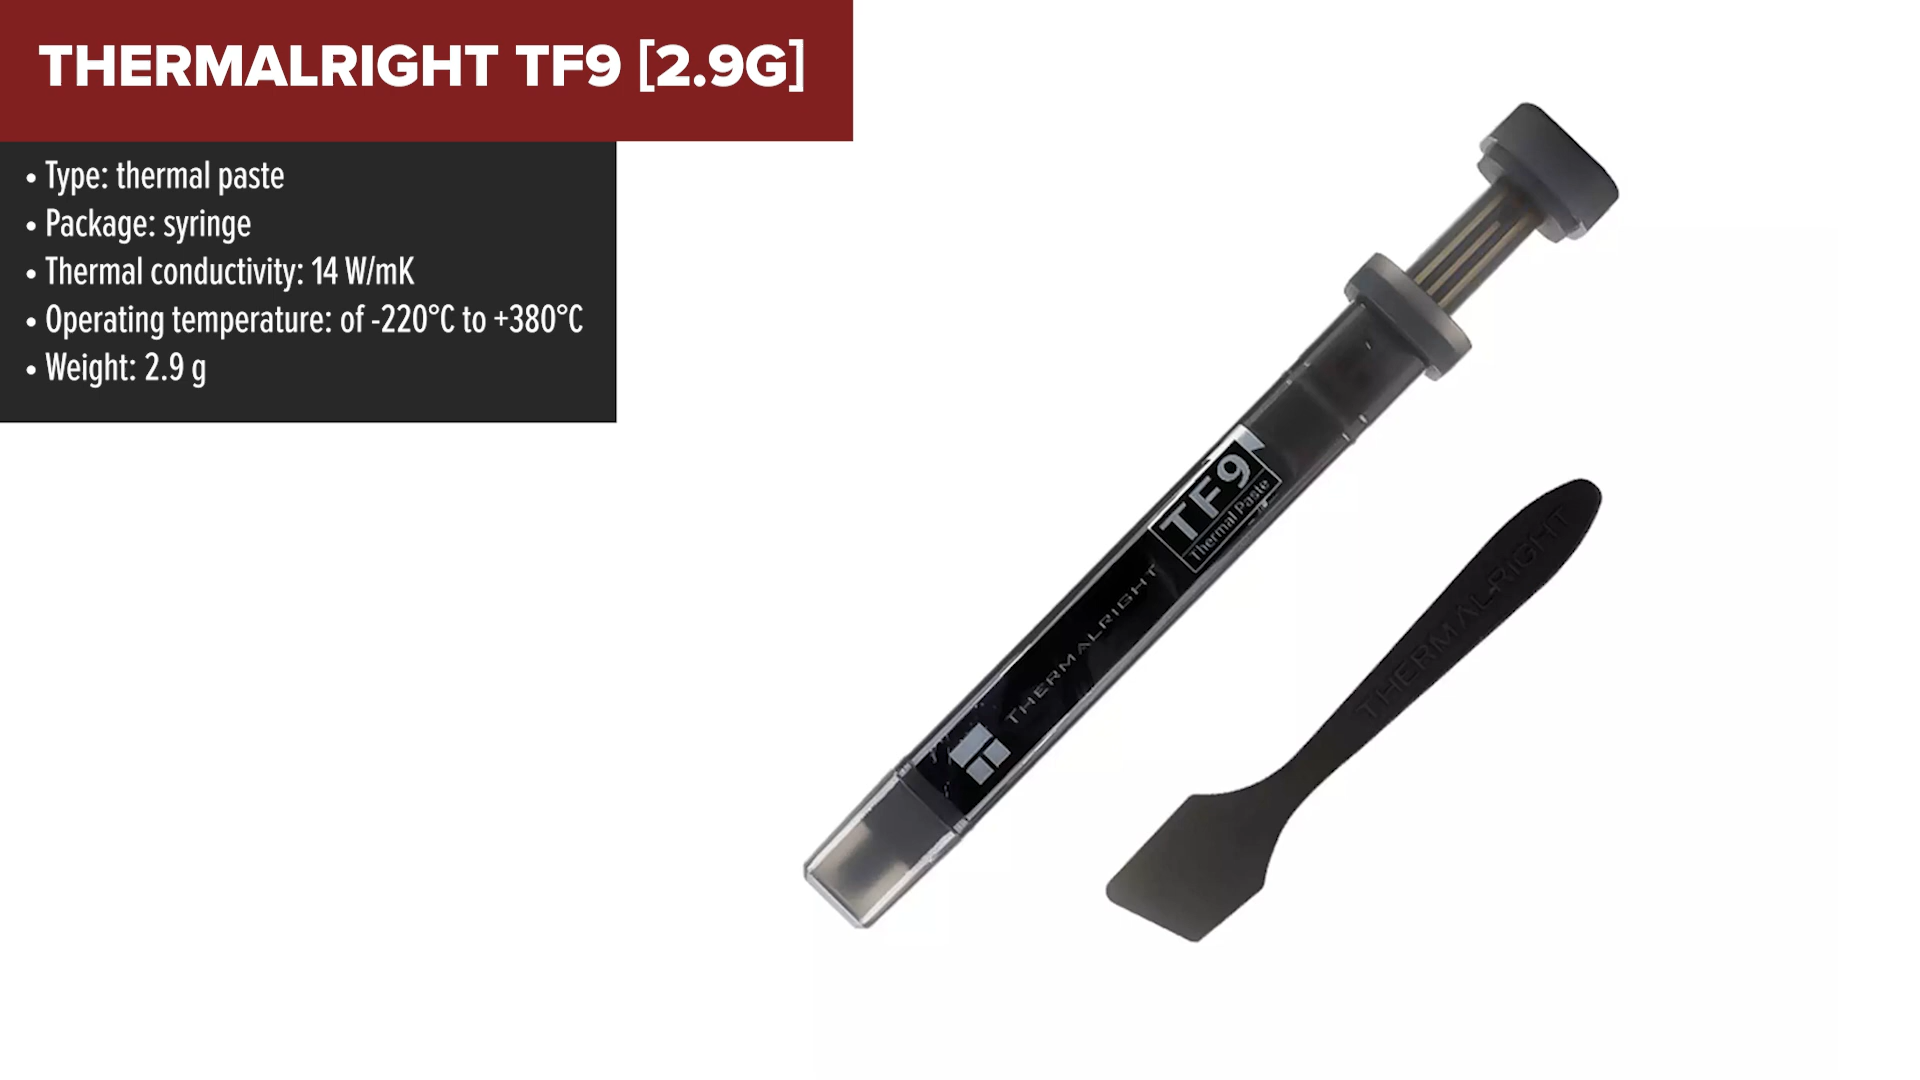 THERMALRIGHT TF9 [2.9G]
• Type: thermal paste
• Package: syringe
• Thermal conductivity: 14 W/mK
• Operating temperature: of -220°C to +380°C
• Weight: 2.9 g
TF9
Thermal Paste
THERMALRIGHT
THERMALRIGHT